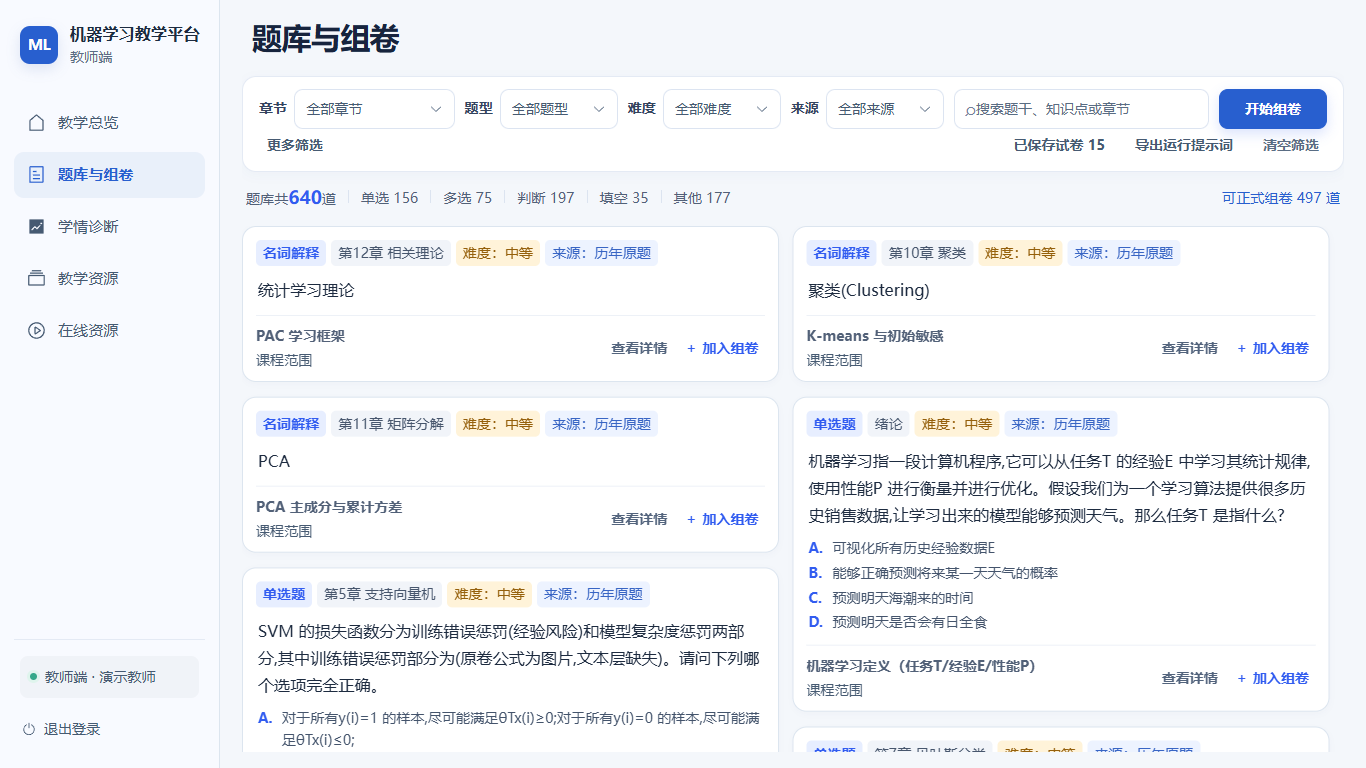 ML
机器学习教学平台
教师端
教学总览
题库与组卷
学情诊断
教学资源
在线资源
教师端 · 演示教师
退出登录
题库与组卷
章节 全部章节 题型 全部题型 难度 全部难度 来源 全部来源 搜索题干、知识点或章节 开始组卷
更多筛选 已保存试卷 15 导出运行提示词 清空筛选
题库共640道 单选 156 多选 75 判断 197 填空 35 其他 177 可正式组卷 497 道
名词解释 第12章 相关理论 难度：中等 来源：历年原题
统计学习理论
PAC 学习框架
课程范围
查看详情 + 加入组卷
名词解释 第10章 聚类 难度：中等 来源：历年原题
聚类(Clustering)
K-means 与初始敏感
课程范围
查看详情 + 加入组卷
名词解释 第11章 矩阵分解 难度：中等 来源：历年原题
PCA
PCA 主成分与累计方差
课程范围
查看详情 + 加入组卷
单选题 绪论 难度：中等 来源：历年原题
机器学习指一段计算机程序,它可以从任务T 的经验E 中学习其统计规律,
使用性能P 进行衡量并进行优化。假设我们为一个学习算法提供很多历
史销售数据,让学习出来的模型能够预测天气。那么任务T 是指什么?
A. 可视化所有历史经验数据E
B. 能够正确预测将来某一天天气的概率
C. 预测明天海潮来的时间
D. 预测明天是否会有日全食
机器学习定义（任务T/经验E/性能P）
课程范围
查看详情 + 加入组卷
单选题 第5章 支持向量机 难度：中等 来源：历年原题
SVM 的损失函数分为训练错误惩罚(经验风险)和模型复杂度惩罚两部
分,其中训练错误惩罚部分为(原卷公式为图片,文本层缺失)。请问下列哪
个选项完全正确。
A. 对于所有y(i)=1 的样本,尽可能满足θTx(i)≥0;对于所有y(i)=0 的样本,尽可能满
足θTx(i)≤0;
单选题 第7章 贝叶斯分类 难度：中等 来源：历年原题